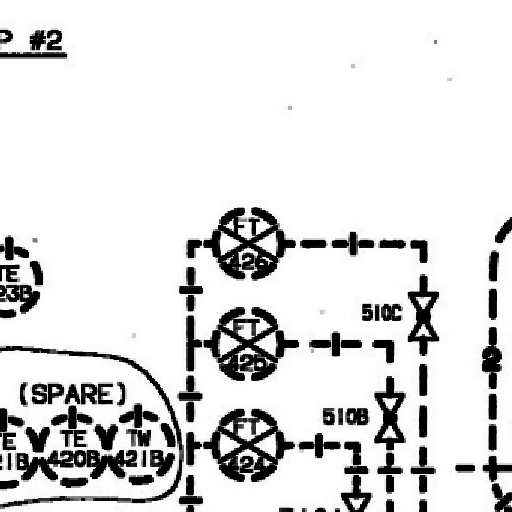 P #2
FT
426
TE
23B
510C
FT
425
2
(SPARE)
510B
TE
21B
TE
420B
TW
421B
FT
424